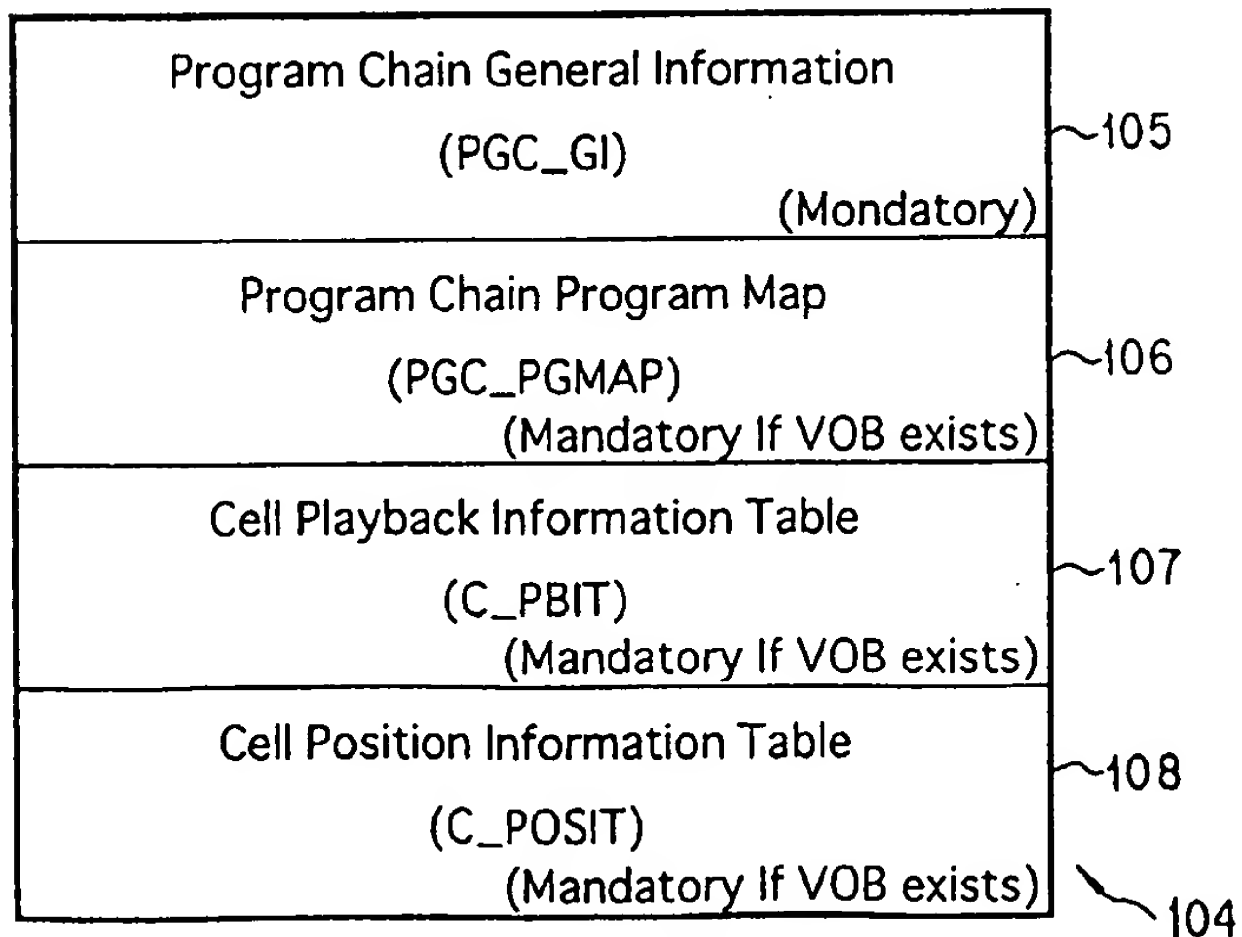 Program Chain General Information
(PGC_GI)
105
(Mondatory)
Program Chain Program Map
(PGC_PGMAP)
106
(Mandatory If VOB exists)
Cell Playback Information Table
(C_PBIT)
107
(Mandatory If VOB exists)
Cell Position Information Table
(C_POSIT)
108
(Mandatory If VOB exists)
104